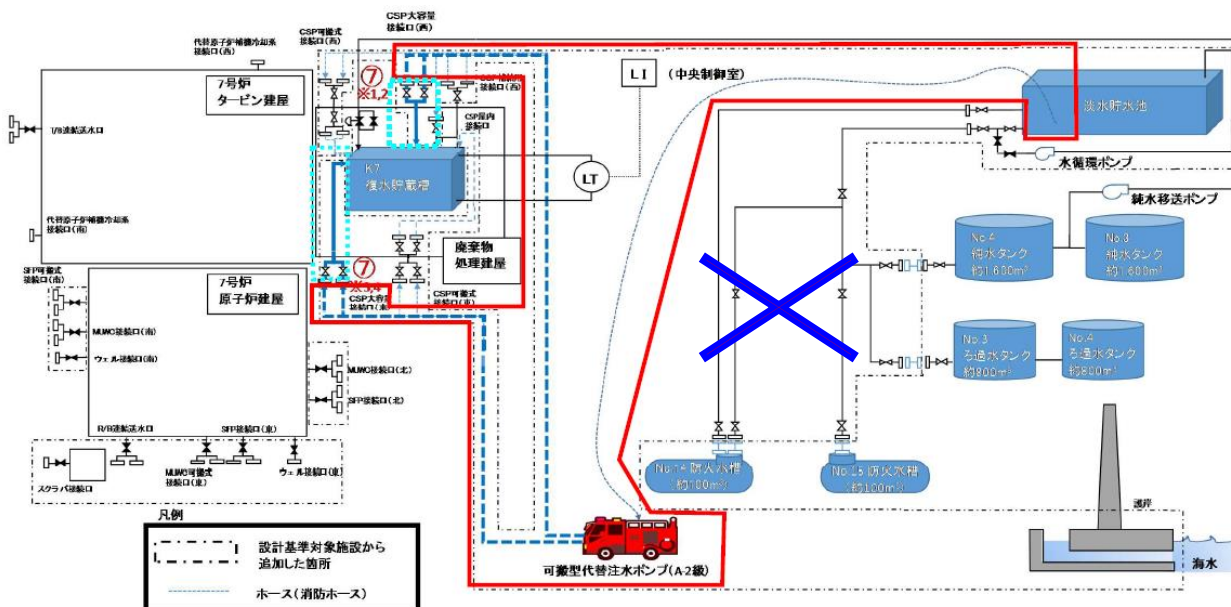 CSP大容量
接続口(西)
代替原子炉補機冷却系
接続口(西)
CSP可搬式
接続口(西)
⑦
※1,2
接続口
(西)
CSP屋内
接続口
LI
(中央制御室)
淡水貯水池
7号炉
タービン建屋
T/B連結送水口
K7
復水貯蔵槽
LT
水循環ポンプ
純水移送ポンプ
代替原子炉補機冷却系
接続口(南)
廃棄物
処理建屋
No.4
純水タンク
約1,600m³
No.3
純水タンク
約1,600m³
⑦
※3,4
CSP大容量
接続口(東)
CSP可搬式
接続口(東)
SFP可搬式
接続口(南)
7号炉
原子炉建屋
MUWC接続口(南)
ウェル接続口(南)
No.3
ろ過水タンク
約800m³
No.4
ろ過水タンク
約800m³
MUWC接続口(北)
SFP接続口(北)
R/B連結送水口
SFP接続口(東)
MUWC可搬式
接続口(東)
ウェル接続口(東)
スクラバ接続口
No.14 防火水槽
(約100m³)
No.15 防火水槽
(約100m³)
護岸
海水
可搬型代替注水ポンプ(A-2級)
凡例
設計基準対象施設から
追加した箇所
ホース(消防ホース)